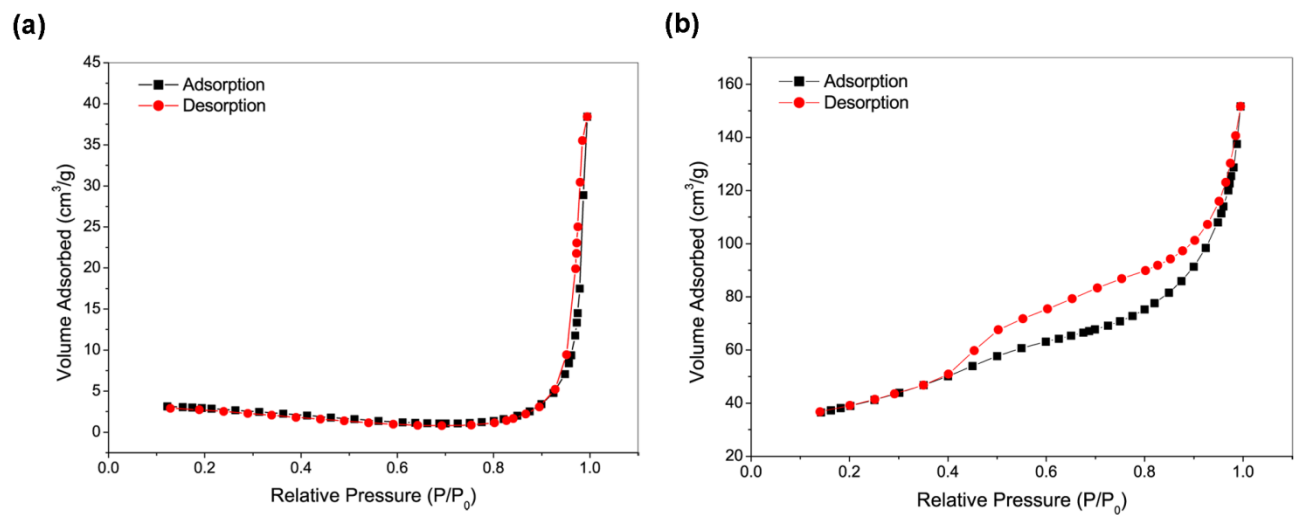 (a)
45
40
35
30
25
20
15
10
5
0
Volume Adsorbed (cm³/g)
Adsorption
Desorption
0.0 0.2 0.4 0.6 0.8 1.0
Relative Pressure (P/P₀)
(b)
160
140
120
100
80
60
40
20
Volume Adsorbed (cm³/g)
Adsorption
Desorption
0.0 0.2 0.4 0.6 0.8 1.0
Relative Pressure (P/P₀)